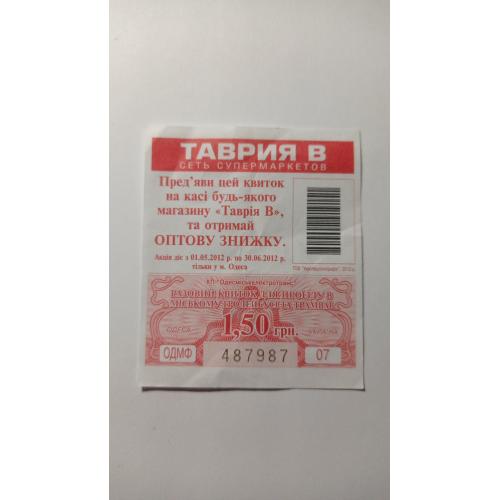 ТАВРИЯ В
СЕТЬ СУПЕРМАРКЕТОВ
Пред'яви цей квиток
на касі будь-якого
магазину «Таврія В»,
та отримай
ОПТОВУ ЗНИЖКУ.
Акція діє з 01.05.2012 р. по 30.06.2012 р.
тільки у м. Одеса
КП "Одесміськелектротранс"
РАЗОВИЙ КВИТОК ДЛЯ ПРОЇЗДУ В
МІСЬКОМУ ТРОЛЕЙБУСІ ТА ТРАМВАЇ
ОДЕСА 1,50 грн. УКРАЇНА
ОДМФ 487987 07